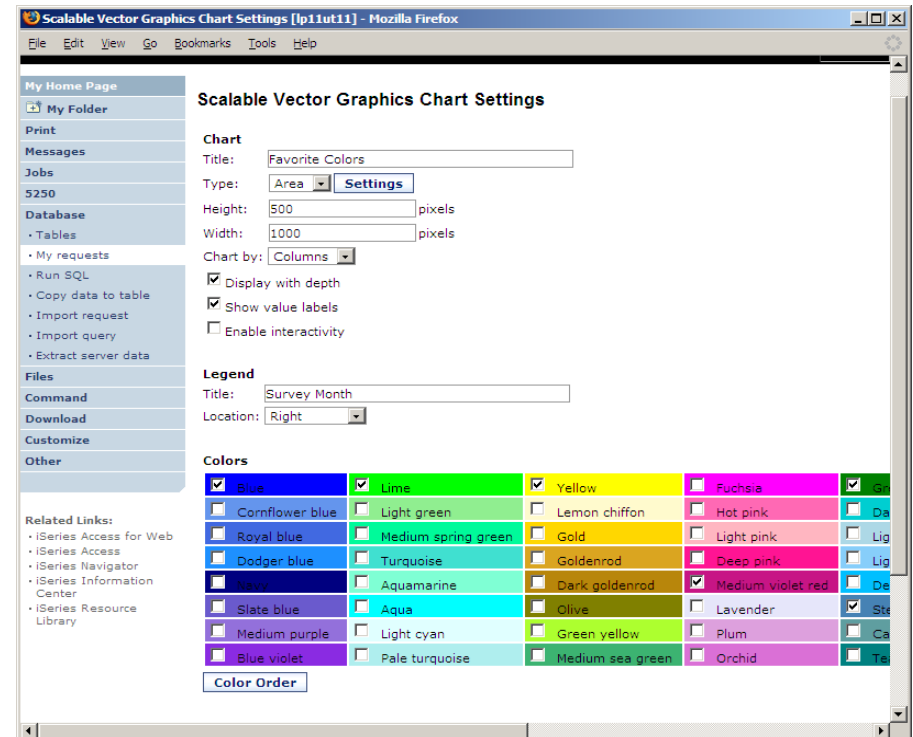 Scalable Vector Graphics Chart Settings [lp11ut11] - Mozilla Firefox
File Edit View Go Bookmarks Tools Help
My Home Page
My Folder
Print
Messages
Jobs
5250
Database
• Tables
• My requests
• Run SQL
• Copy data to table
• Import request
• Import query
• Extract server data
Files
Command
Download
Customize
Other
Related Links:
• iSeries Access for Web
• iSeries Access
• iSeries Navigator
• iSeries Information
Center
• iSeries Resource
Library
Scalable Vector Graphics Chart Settings
Chart
Title: Favorite Colors
Type: Area Settings
Height: 500 pixels
Width: 1000 pixels
Chart by: Columns
Display with depth
Show value labels
Enable interactivity
Legend
Title: Survey Month
Location: Right
Colors
Blue Lime Yellow Fuchsia Gr
Cornflower blue Light green Lemon chiffon Hot pink Da
Royal blue Medium spring green Gold Light pink Lig
Dodger blue Turquoise Goldenrod Deep pink Lig
Navy Aquamarine Dark goldenrod Medium violet red De
Slate blue Aqua Olive Lavender Ste
Medium purple Light cyan Green yellow Plum Ca
Blue violet Pale turquoise Medium sea green Orchid Te
Color Order